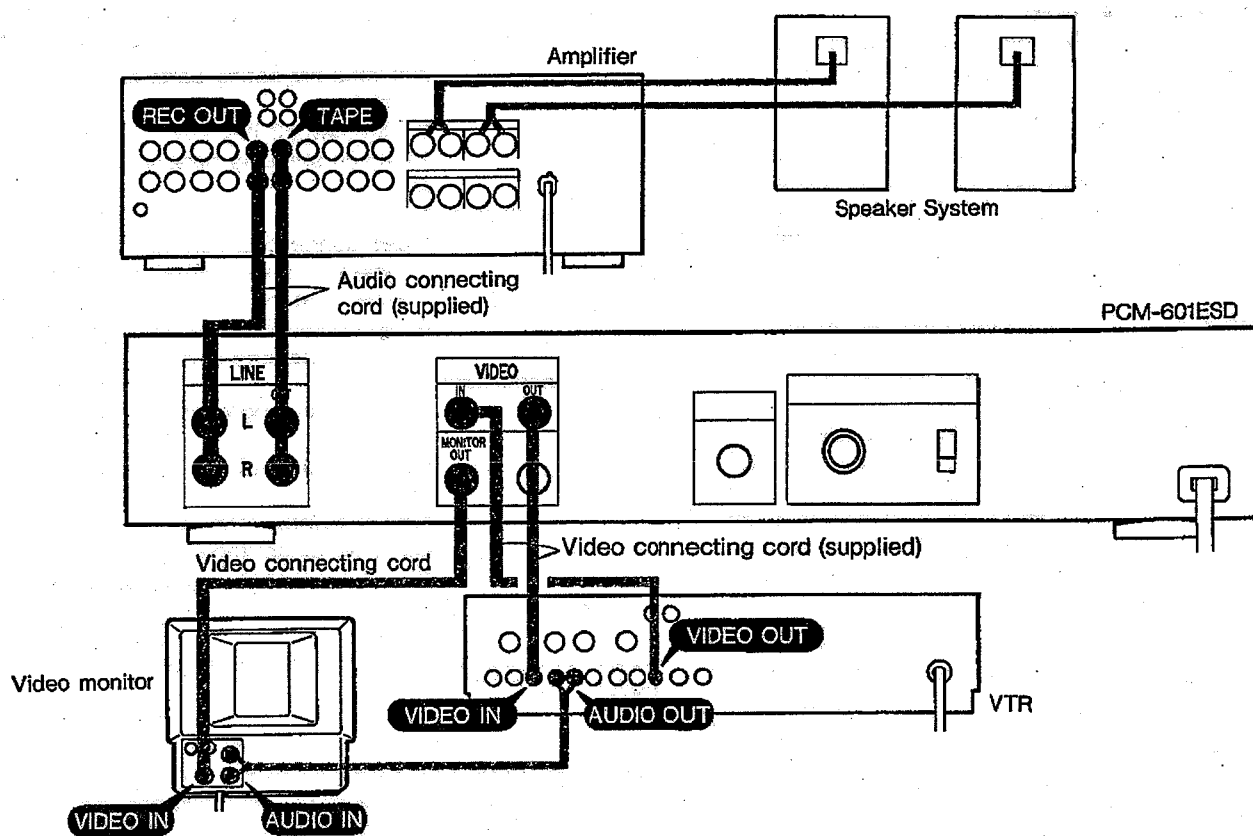 Amplifier
REC OUT
TAPE
Speaker System
Audio connecting
cord (supplied)
PCM-601ESD
LINE
VIDEO
IN
OUT
L
MONITOR
OUT
R
Video connecting cord (supplied)
Video connecting cord
VIDEO OUT
Video monitor
VIDEO IN
AUDIO OUT
VTR
VIDEO IN
AUDIO IN